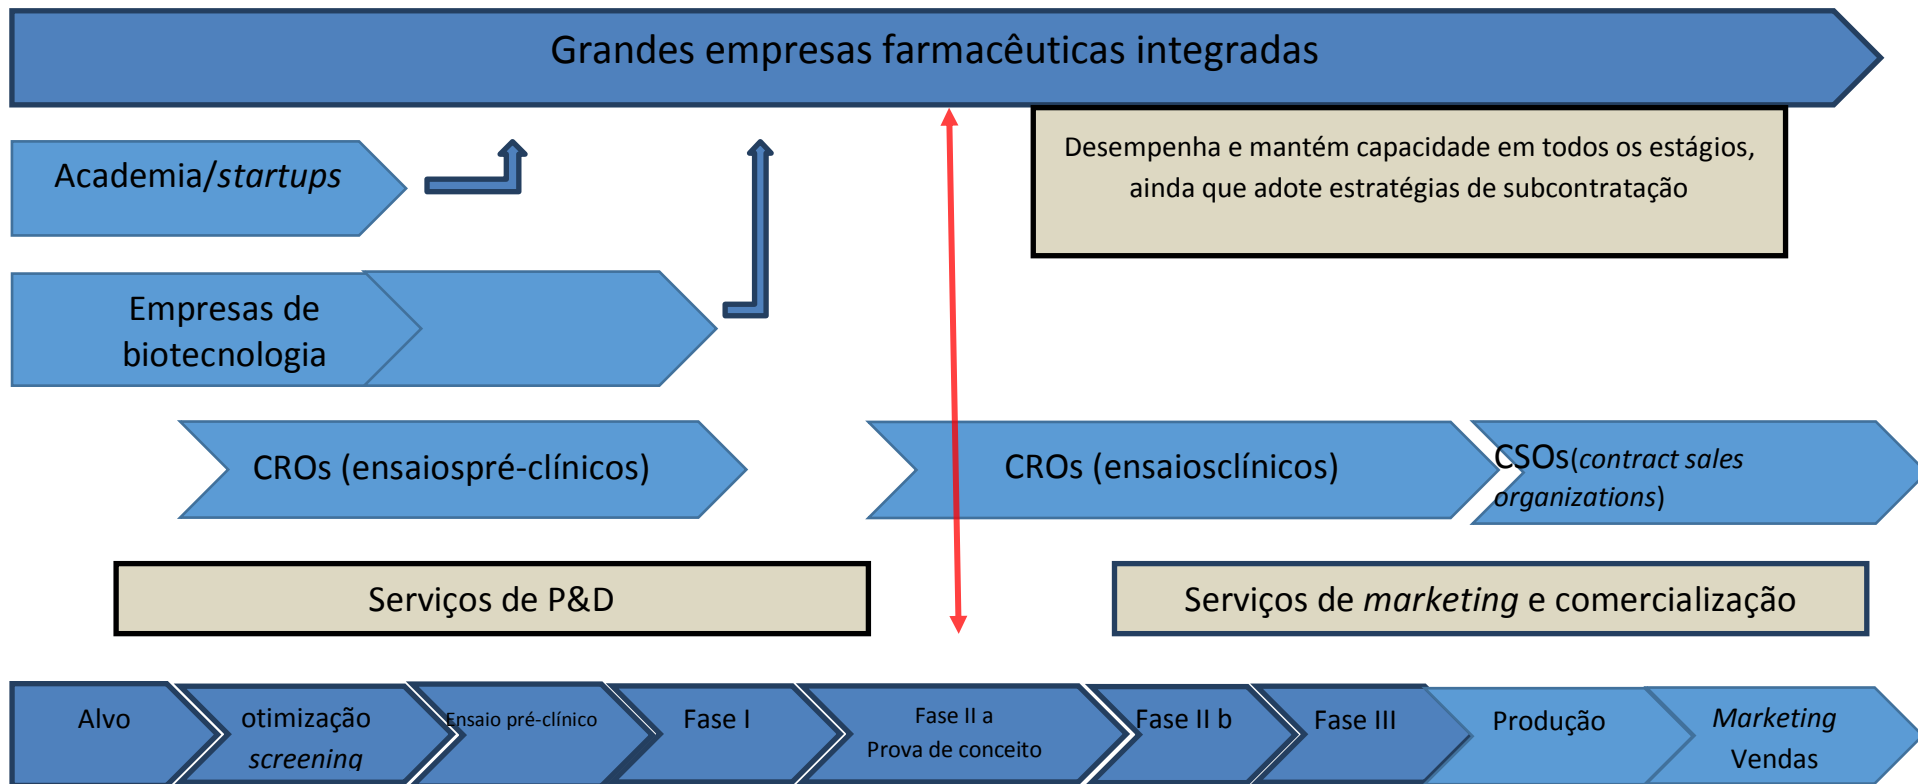 Grandes empresas farmacêuticas integradas
Desempenha e mantém capacidade em todos os estágios,
ainda que adote estratégias de subcontratação
Academia/startups
Empresas de
biotecnologia
CROs (ensaiospré-clínicos)
CROs (ensaiosclínicos)
CSOs(contract sales
organizations)
Serviços de P&D
Serviços de marketing e comercialização
Alvo
otimização
screening
Ensaio pré-clínico
Fase I
Fase II a
Prova de conceito
Fase II b
Fase III
Produção
Marketing
Vendas